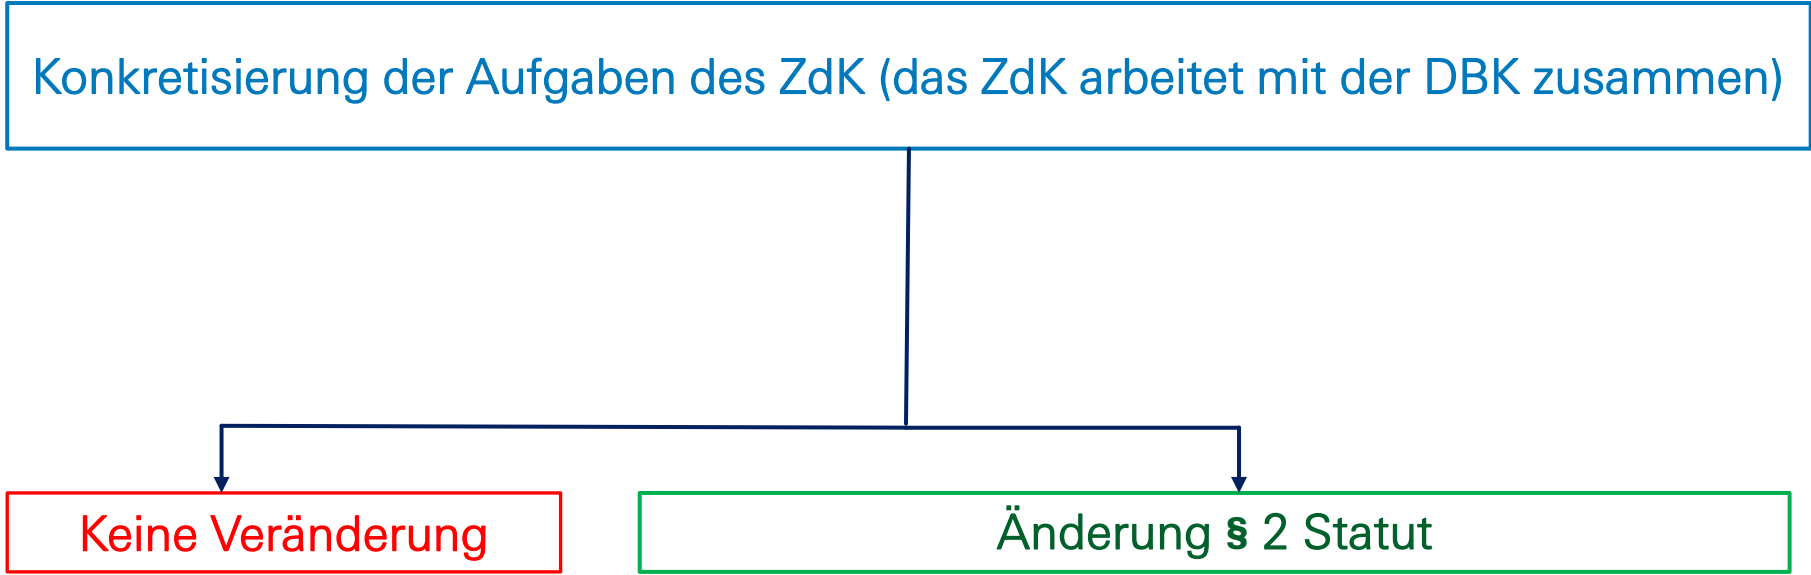 Konkretisierung der Aufgaben des ZdK (das ZdK arbeitet mit der DBK zusammen)
Keine Veränderung
Änderung § 2 Statut